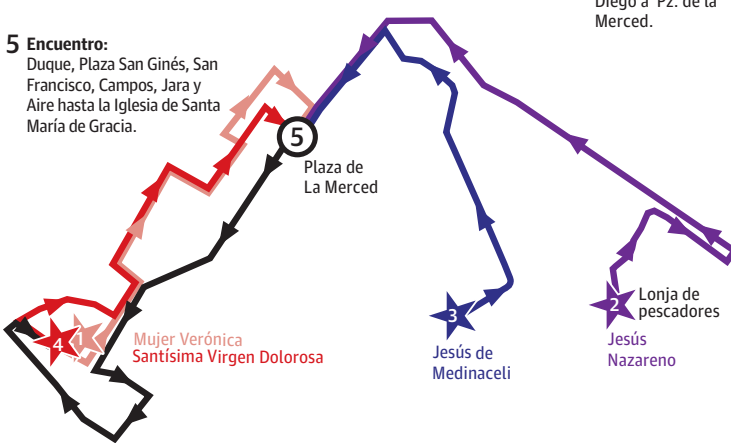 Diego a Pz. de la
Merced.
5 Encuentro:
Duque, Plaza San Ginés, San
Francisco, Campos, Jara y
Aire hasta la Iglesia de Santa
María de Gracia.
5
Plaza de
La Merced
2
Lonja de
pescadores
3
4
1
Mujer Verónica
Santísima Virgen Dolorosa
Jesús de
Medinaceli
Jesús
Nazareno